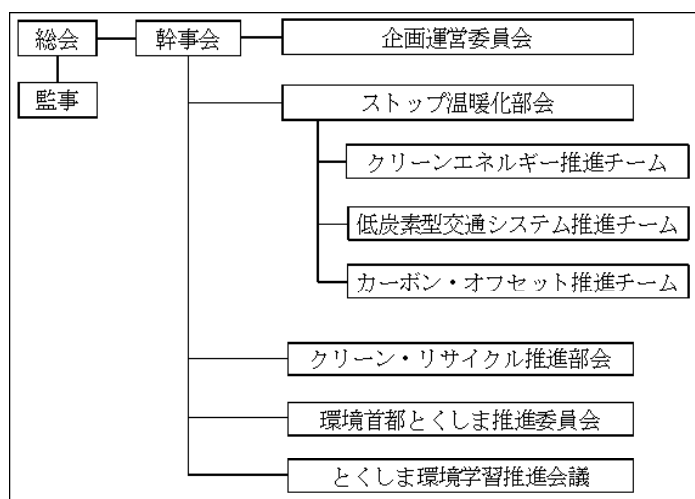 総会
幹事会
企画運営委員会
監事
ストップ温暖化部会
クリーンエネルギー推進チーム
低炭素型交通システム推進チーム
カーボン・オフセット推進チーム
クリーン・リサイクル推進部会
環境首都とくしま推進委員会
とくしま環境学習推進会議